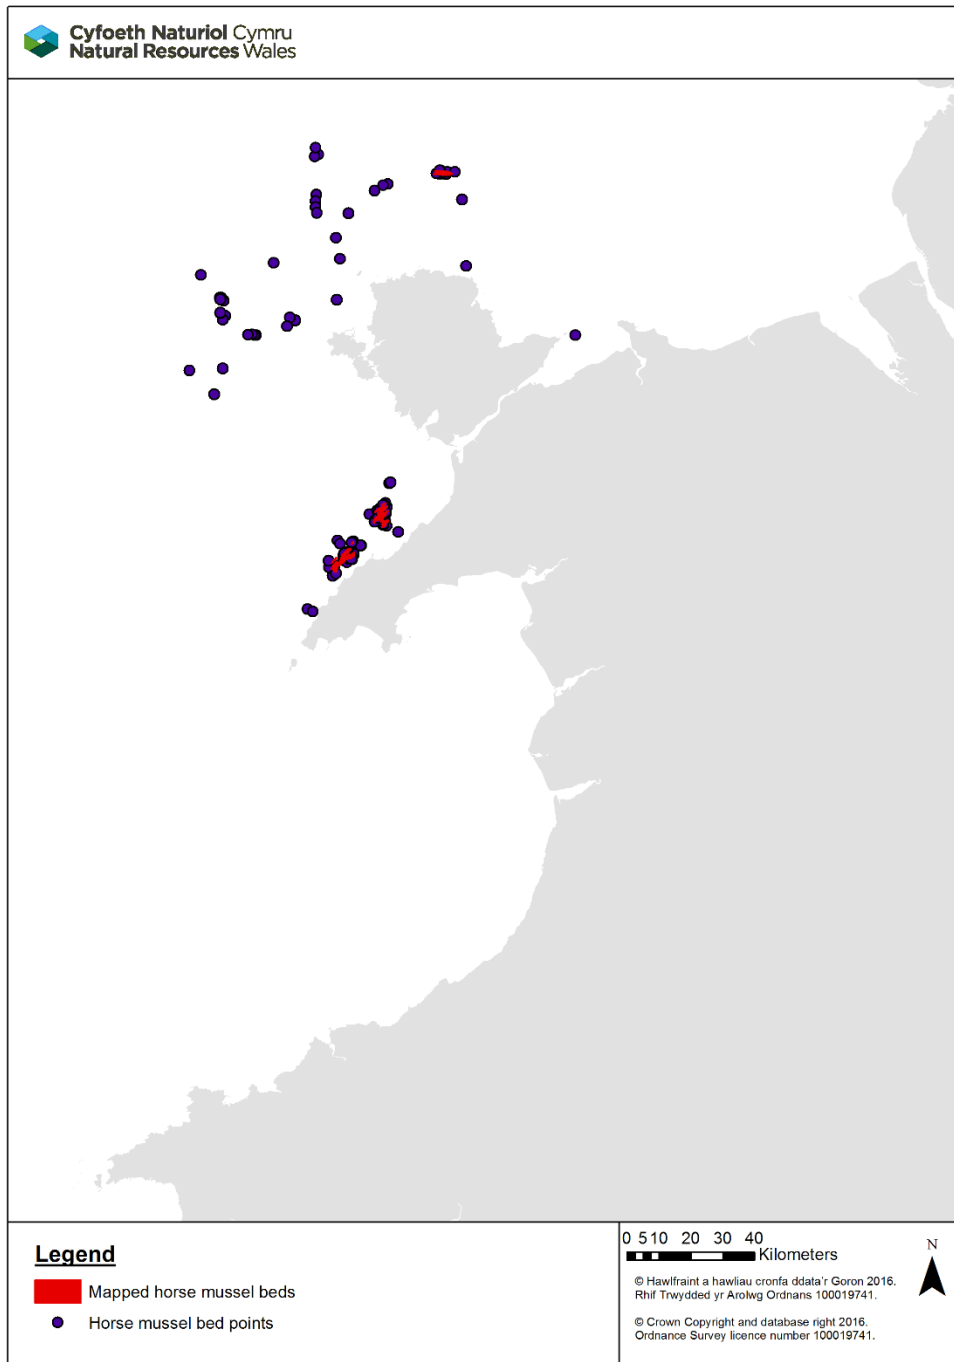 Cyfoeth Naturiol Cymru
Natural Resources Wales
Legend
Mapped horse mussel beds
Horse mussel bed points
0 5 10 20 30 40
Kilometers
N
© Hawlfraint a hawliau cronfa ddata'r Goron 2016.
Rhif Trwydded yr Arolwg Ordnans 100019741.
© Crown Copyright and database right 2016.
Ordnance Survey licence number 100019741.